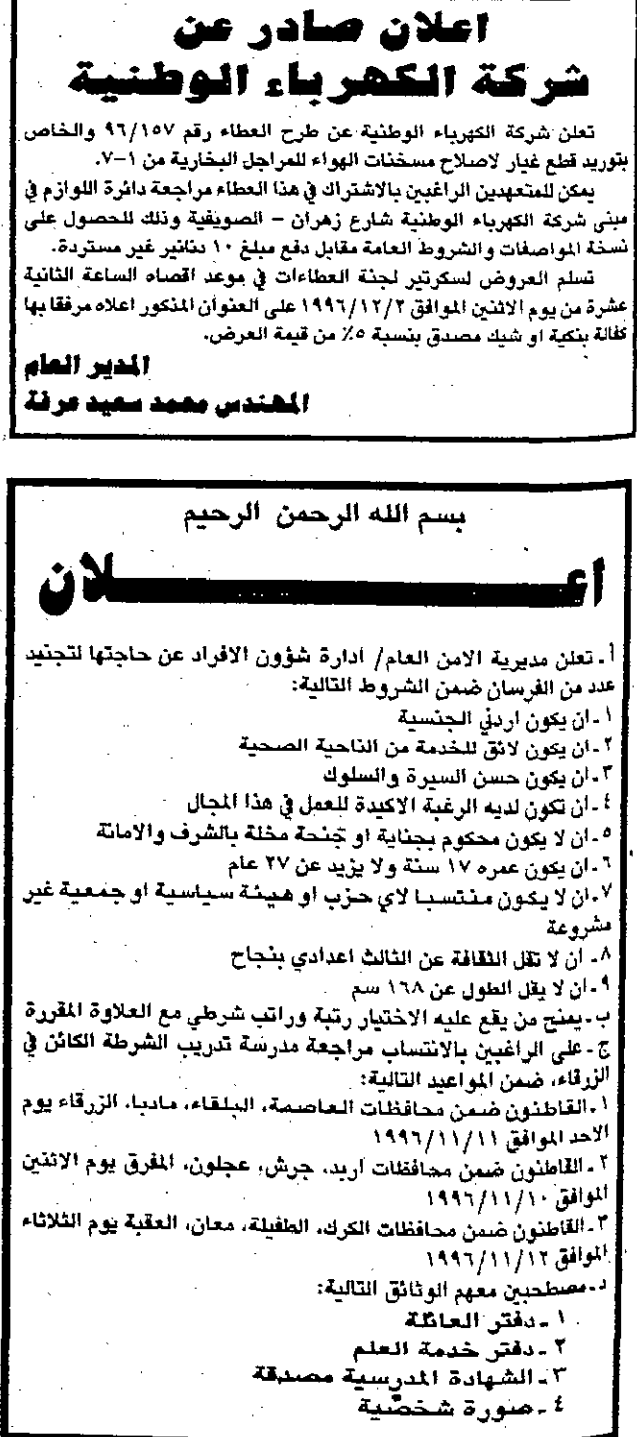 اعلان صادر عن
شركة الكهرباء الوطنية
تعلن شركة الكهرباء الوطنية عن طرح العطاء رقم ٩٦/١٥٧ والخاص
بتوريد قطع غيار لاصلاح مسخنات الهواء للمراجل البخارية من ١-٧.
يمكن للمتعهدين الراغبين بالاشتراك في هذا العطاء مراجعة دائرة اللوازم في
مبنى شركة الكهرباء الوطنية شارع زهران - الصويفية وذلك للحصول على
نسخة المواصفات والشروط العامة مقابل دفع مبلغ ١٠ دنانير غير مستردة.
تسلم العروض لسكرتير لجنة العطاءات في موعد اقصاه الساعة الثانية
عشرة من يوم الاثنين الموافق ١٩٩٦/١٢/٢ على العنوان المذكور اعلاه مرفقا بها
كفالة بنكية او شيك مصدق بنسبة ٥٪ من قيمة العرض.
المدير العام
المهندس محمد سعيد عرفة
بسم الله الرحمن الرحيم
اعــــــــلان
أ. تعلن مديرية الامن العام/ ادارة شؤون الافراد عن حاجتها لتجنيد
عدد من الفرسان ضمن الشروط التالية:
١ ـ ان يكون اردني الجنسية
٢ ـ ان يكون لائق للخدمة من الناحية الصحية
٣ ـ ان يكون حسن السيرة والسلوك
٤ ـ ان تكون لديه الرغبة الاكيدة للعمل في هذا المجال
٥ ـ ان لا يكون محكوم بجناية او جنحة مخلة بالشرف والامانة
٦ ـ ان يكون عمره ١٧ سنة ولا يزيد عن ٢٧ عام
٧ ـ ان لا يكون منتسبا لاي حزب او هيئة سياسية او جمعية غير
مشروعة
٨ ـ ان لا تقل الثقافة عن الثالث اعدادي بنجاح
٩ ـ ان لا يقل الطول عن ١٦٨ سم
ب ـ يمنح من يقع عليه الاختيار رتبة وراتب شرطي مع العلاوة المقررة
ج ـ على الراغبين بالانتساب مراجعة مدرسة تدريب الشرطة الكائن في
الزرقاء، ضمن المواعيد التالية:
١ ـ القاطنون ضمن محافظات العاصمة، البلقاء، مادبا، الزرقاء يوم
الاحد الموافق ١٩٩٦/١١/١١
٢ ـ القاطنون ضمن محافظات اربد، جرش، عجلون، المفرق يوم الاثنين
الموافق ١٩٩٦/١١/١٠
٣ ـ القاطنون ضمن محافظات الكرك، الطفيلة، معان، العقبة يوم الثلاثاء
الموافق ١٩٩٦/١١/١٢
د ـ مصطحبين معهم الوثائق التالية:
١ ـ دفتر العائلة
٢ ـ دفتر خدمة العلم
٣ ـ الشهادة المدرسية مصدقة
٤ ـ صورة شخصية